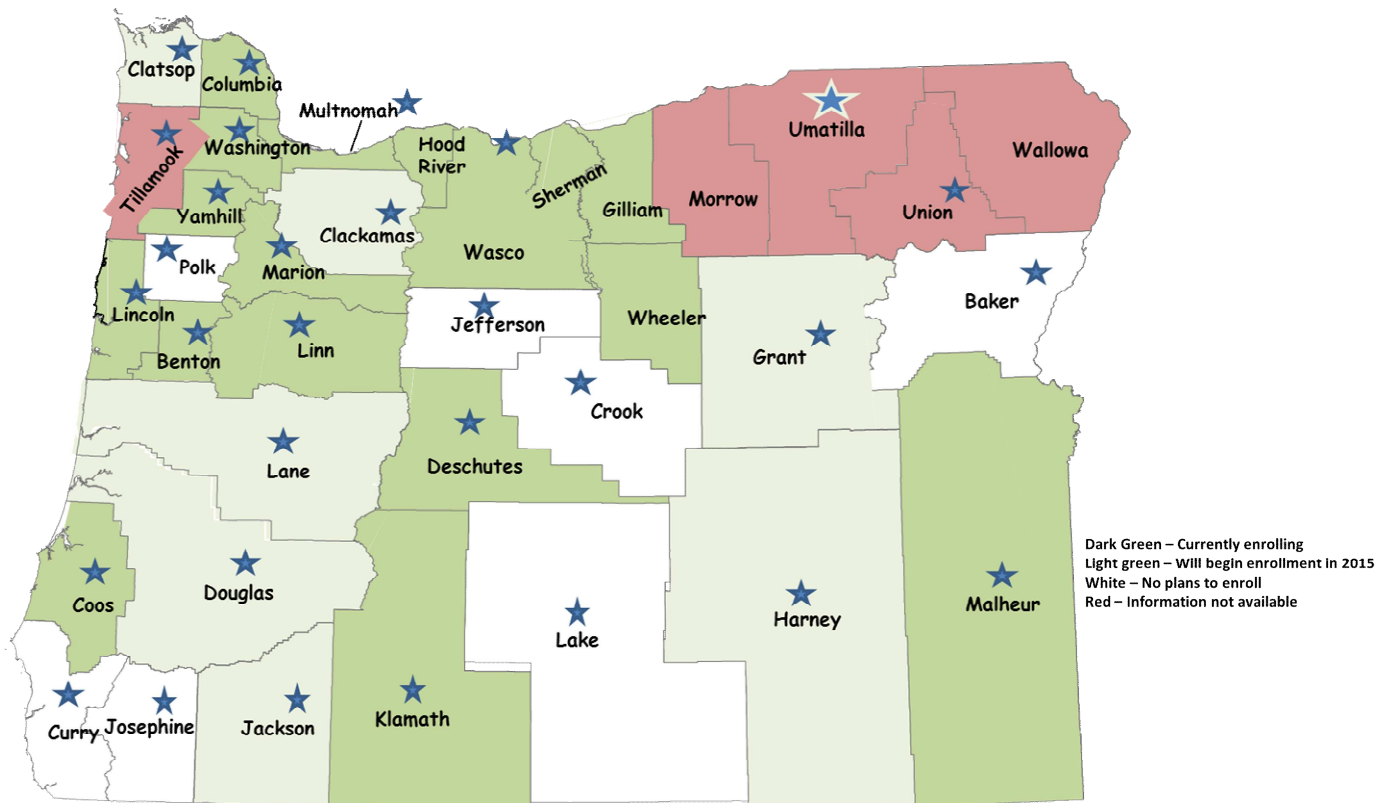 Clatsop
Columbia
Multnomah
Hood
River
Umatilla
Wallowa
Tillamook
Washington
Sherman
Morrow
Union
Yamhill
Gilliam
Clackamas
Wasco
Polk
Marion
Baker
Lincoln
Jefferson
Wheeler
Benton
Linn
Grant
Crook
Lane
Deschutes
Dark Green – Currently enrolling
Light green – Will begin enrollment in 2015
White – No plans to enroll
Red – Information not available
Coos
Douglas
Lake
Harney
Malheur
Curry
Josephine
Jackson
Klamath